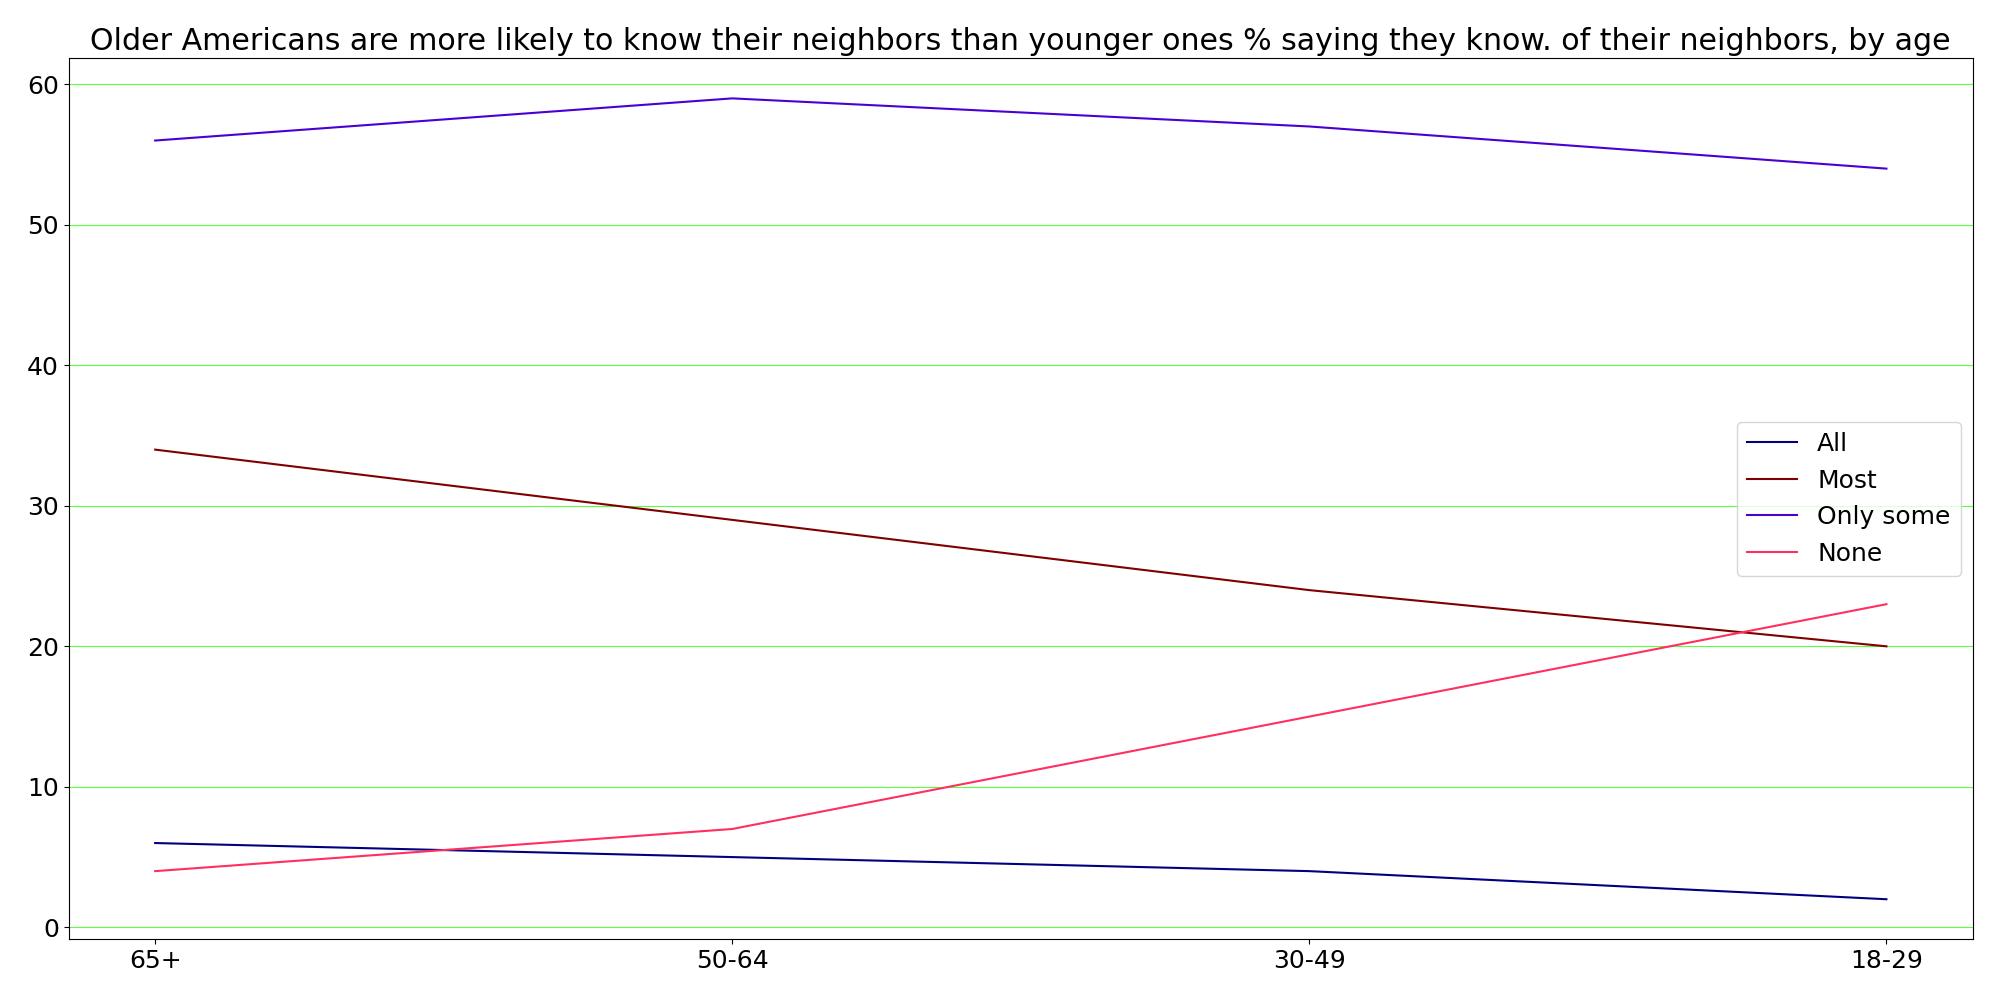 Older Americans are more likely to know their neighbors than younger ones % saying they know. of their neighbors, by age
60
50
40
30
20
10
0
All
Most
Only some
None
65+
50-64
30-49
18-29